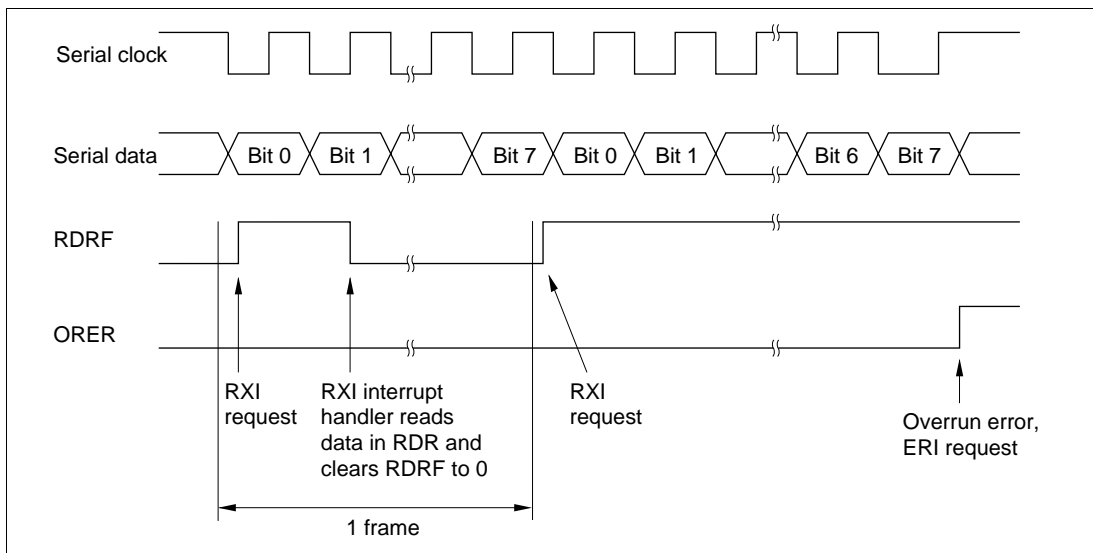 Serial clock
Serial data
Bit 0
Bit 1
Bit 7
Bit 0
Bit 1
Bit 6
Bit 7
RDRF
ORER
RXI
request
RXI interrupt
handler reads
data in RDR and
clears RDRF to 0
RXI
request
Overrun error,
ERI request
1 frame